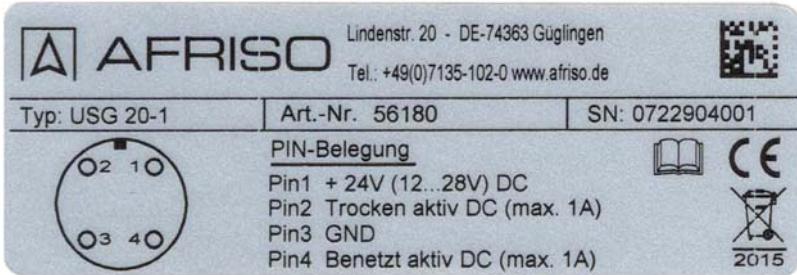 AFRISO
Lindenstr. 20 - DE-74363 Güglingen
Tel.: +49(0)7135-102-0 www.afriso.de
Typ: USG 20-1
Art.-Nr. 56180
SN: 0722904001
2 1
3 4
PIN-Belegung
Pin1 + 24V (12...28V) DC
Pin2 Trocken aktiv DC (max. 1A)
Pin3 GND
Pin4 Benetzt aktiv DC (max. 1A)
CE
2015